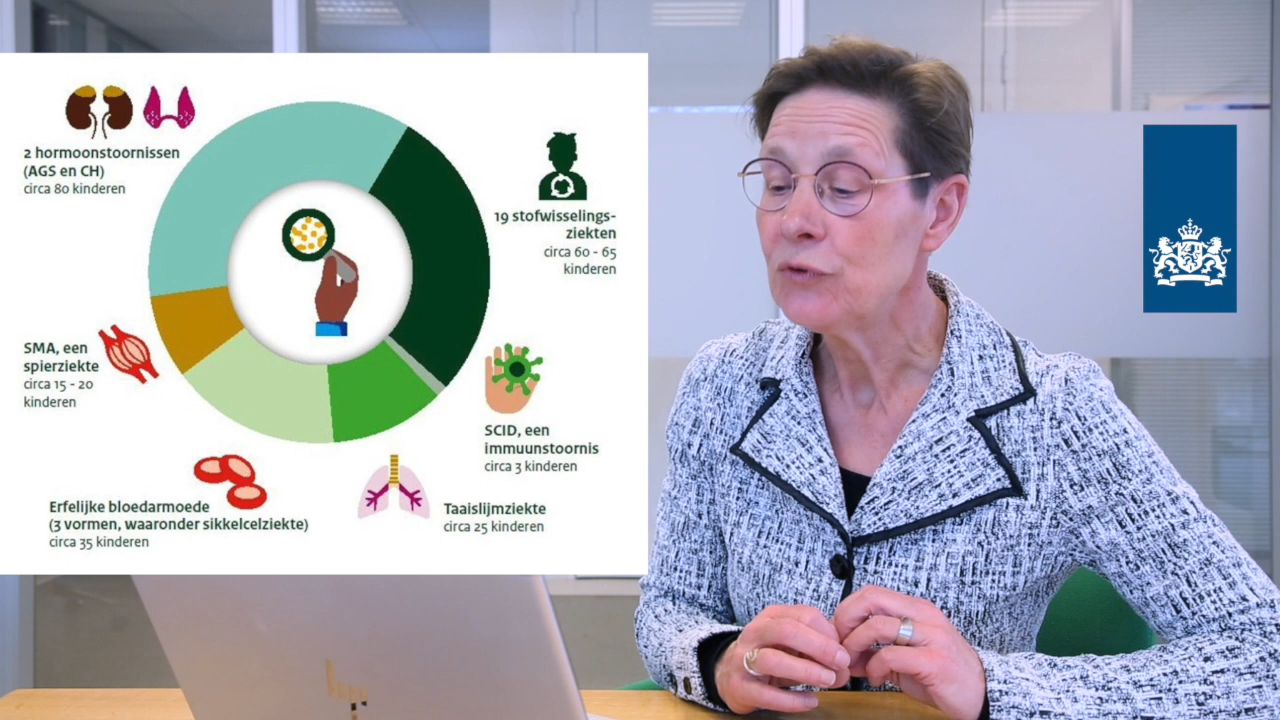 2 hormoonstoornissen
(AGS en CH)
circa 80 kinderen
19 stofwisselings-
ziekten
circa 60 - 65
kinderen
SMA, een
spierziekte
circa 15 - 20
kinderen
SCID, een
immuunstoornis
circa 3 kinderen
Erfelijke bloedarmoede
(3 vormen, waaronder sikkelcelziekte)
circa 35 kinderen
Taaislijmziekte
circa 25 kinderen
hp